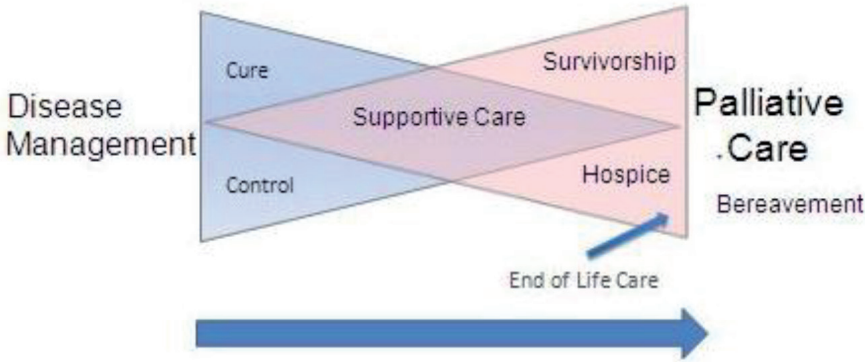 Disease
Management
Cure
Control
Supportive Care
Survivorship
Hospice
End of Life Care
Palliative
Care
Bereavement